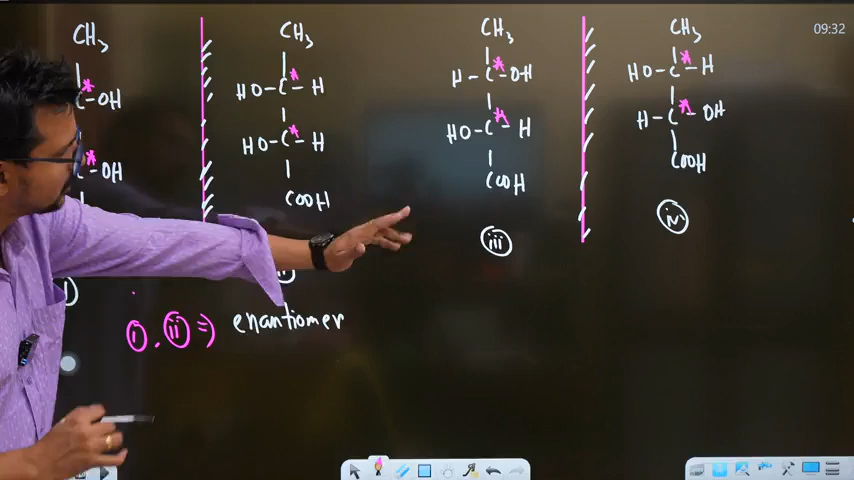 09:32
CH3
C*-OH
C*-OH
CH3
HO-C*-H
HO-C*-H
COOH
CH3
H-C*-OH
HO-C*-H
COOH
iii
CH3
HO-C*-H
H-C*-OH
COOH
iv
i, ii => enantiomer